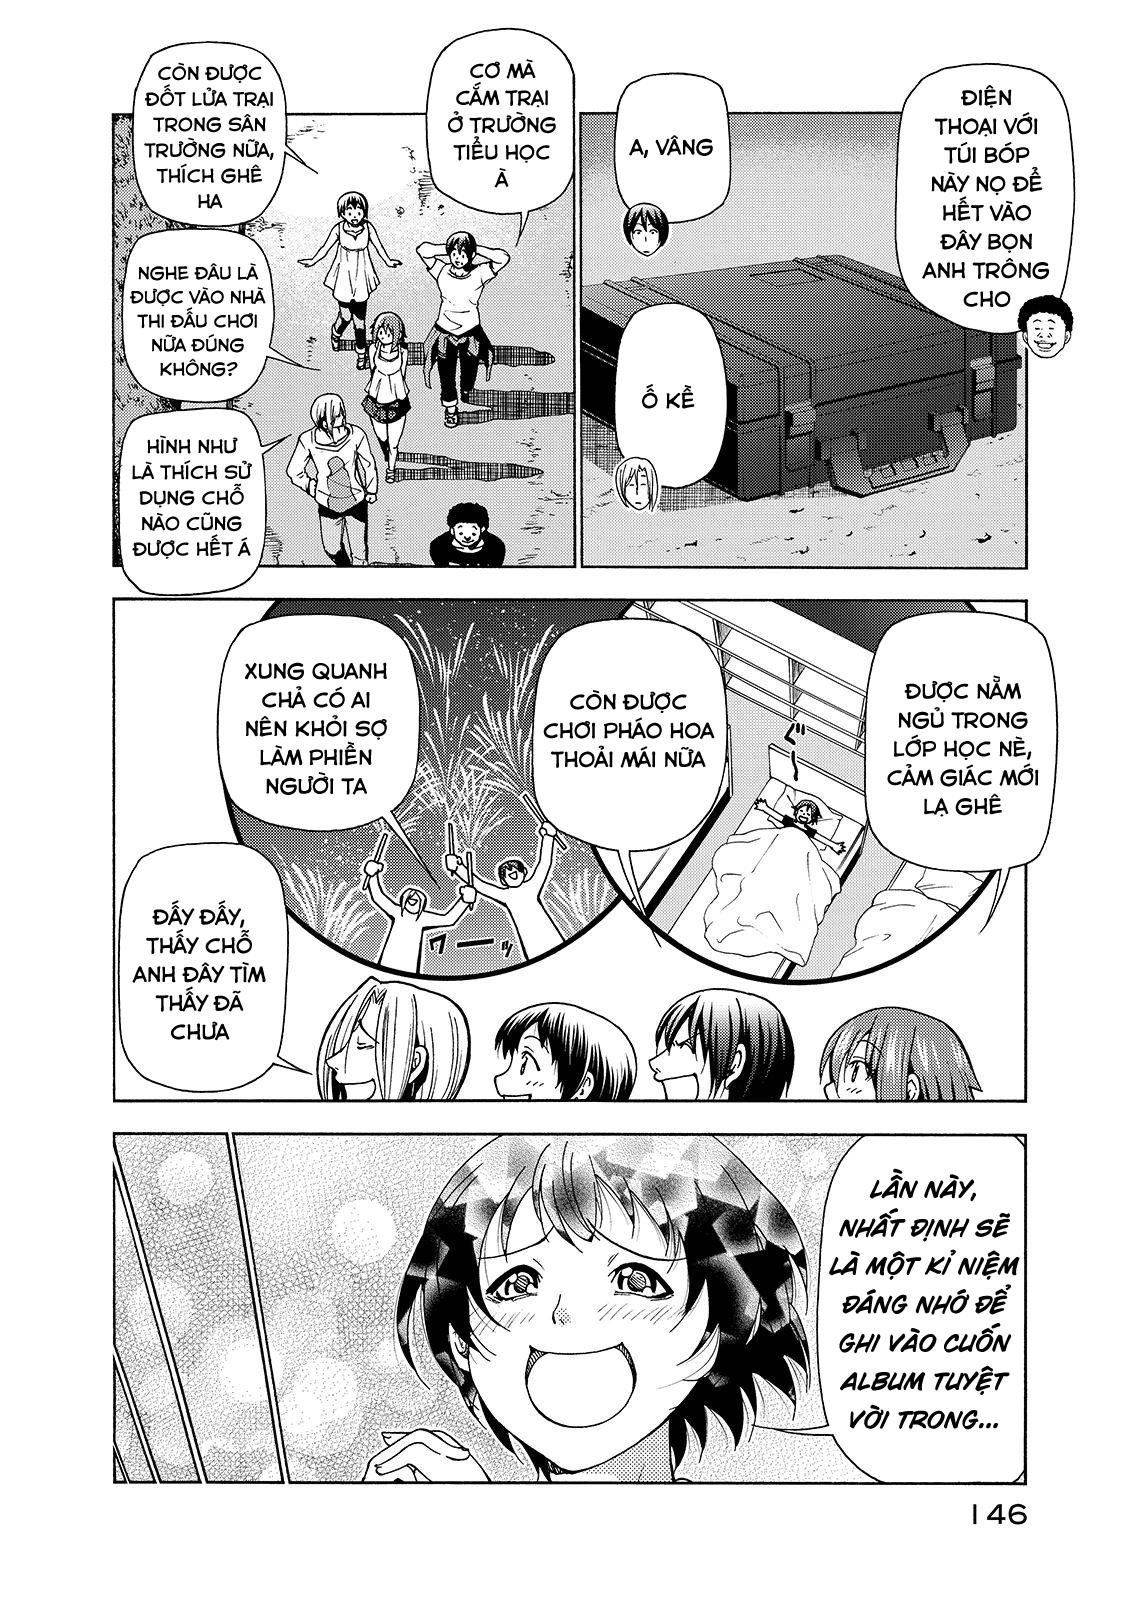 ĐIỆN
THOẠI VỚI
TÚI BÓP
NÀY NỌ ĐỂ
HẾT VÀO
ĐÂY BỌN
ANH TRÔNG
CHO
A, VÂNG
Ố KỀ
CƠ MÀ
CẮM TRẠI
Ở TRƯỜNG
TIỂU HỌC
À
CÒN ĐƯỢC
ĐỐT LỬA TRẠI
TRONG SÂN
TRƯỜNG NỮA,
THÍCH GHÊ
HA
NGHE ĐÂU LÀ
ĐƯỢC VÀO NHÀ
THI ĐẤU CHƠI
NỮA ĐÚNG
KHÔNG?
HÌNH NHƯ
LÀ THÍCH SỬ
DỤNG CHỖ
NÀO CŨNG
ĐƯỢC HẾT Á
ĐƯỢC NẰM
NGỦ TRONG
LỚP HỌC NÈ,
CẢM GIÁC MỚI
LẠ GHÊ
ぐっ
CÒN ĐƯỢC
CHƠI PHÁO HOA
THOẢI MÁI NỮA
XUNG QUANH
CHẢ CÓ AI
NÊN KHỎI SỢ
LÀM PHIỀN
NGƯỜI TA
ワーッ
ĐẤY ĐẤY,
THẤY CHỖ
ANH ĐÂY TÌM
THẤY ĐÃ
CHƯA
LẦN NÀY,
NHẤT ĐỊNH SẼ
LÀ MỘT KỈ NIỆM
ĐÁNG NHỚ ĐỂ
GHI VÀO CUỐN
ALBUM TUYỆT
VỜI TRONG...
146